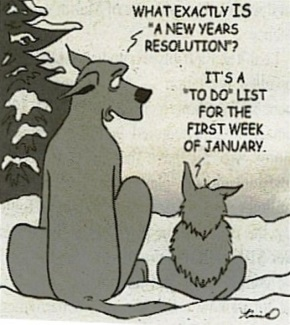 WHAT EXACTLY IS
"A NEW YEARS
RESOLUTION"?
IT'S A
"TO DO" LIST
FOR THE
FIRST WEEK
OF JANUARY.